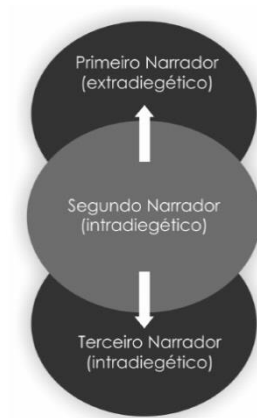 Primeiro Narrador
(extradiegético)
Segundo Narrador
(intradiegético)
Terceiro Narrador
(intradiegético)